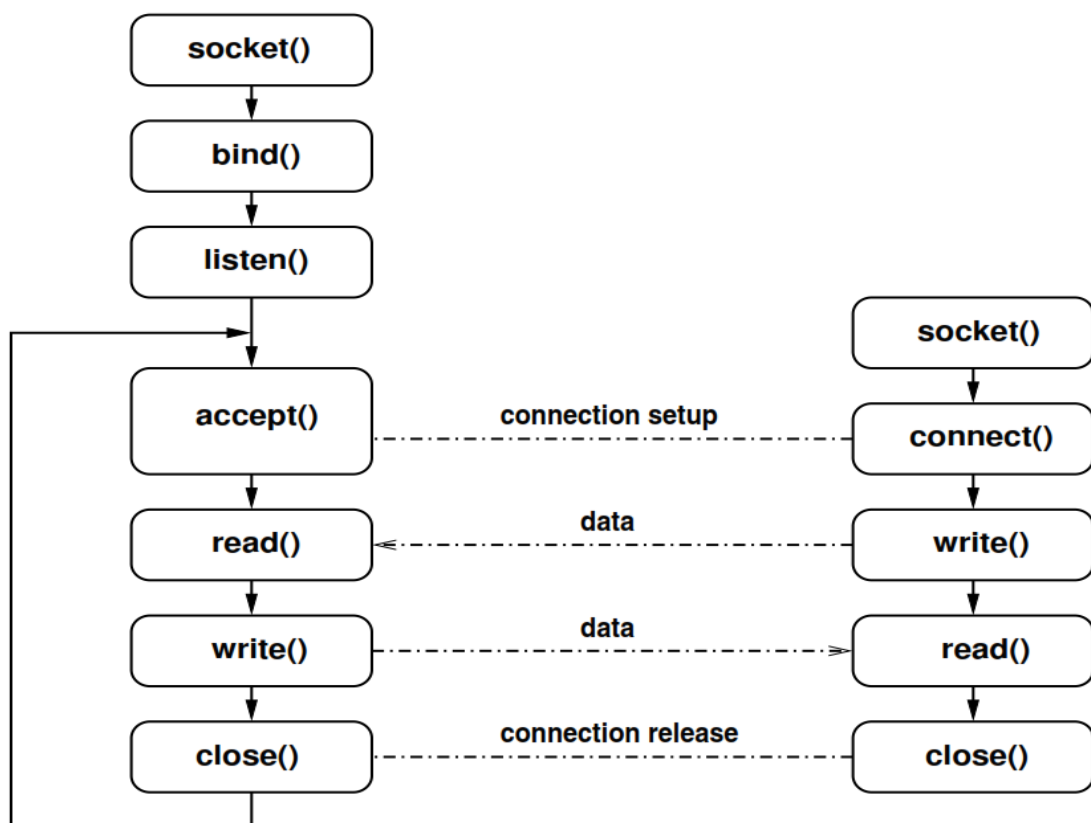 socket()
bind()
listen()
socket()
accept()
connection setup
connect()
read()
data
write()
write()
data
read()
close()
connection release
close()